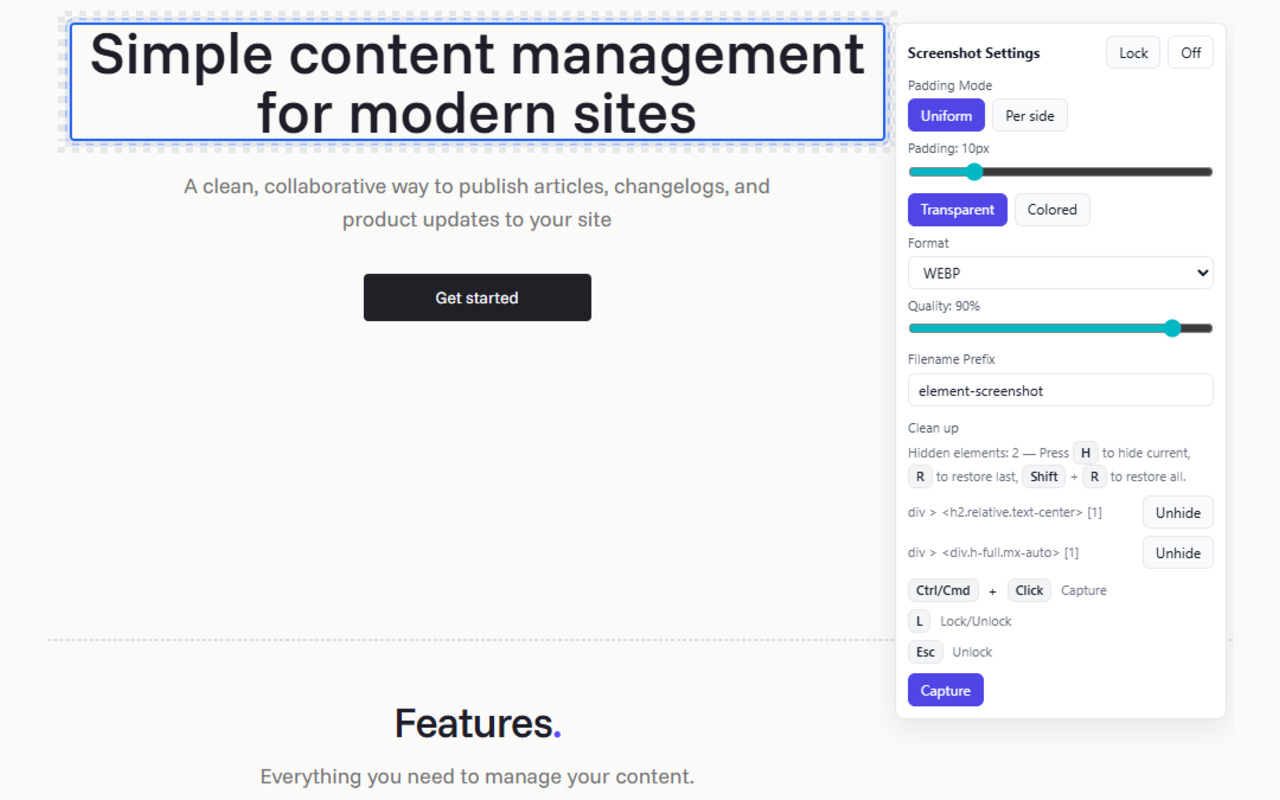 Simple content management
for modern sites
A clean, collaborative way to publish articles, changelogs, and
product updates to your site
Get started
Features.
Everything you need to manage your content.
Screenshot Settings
Lock
Off
Padding Mode
Uniform
Per side
Padding: 10px
Transparent
Colored
Format
WEBP
Quality: 90%
Filename Prefix
element-screenshot
Clean up
Hidden elements: 2 — Press H to hide current,
R to restore last, Shift + R to restore all.
div > <h2.relative.text-center> [1]
Unhide
div > <div.h-full.mx-auto> [1]
Unhide
Ctrl/Cmd + Click Capture
L Lock/Unlock
Esc Unlock
Capture